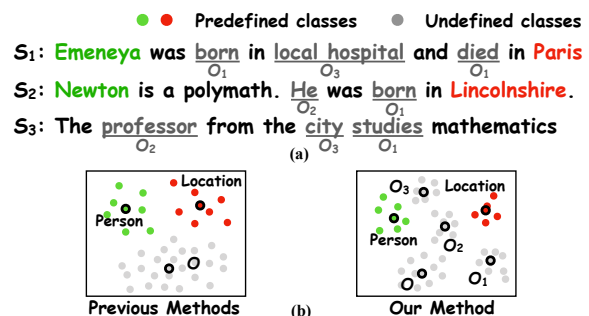 Predefined classes Undefined classes
S1: Emeneya was born in local hospital and died in Paris
O1 O3 O1
S2: Newton is a polymath. He was born in Lincolnshire.
O2 O1
S3: The professor from the city studies mathematics
O2 O3 O1
(a)
Location
Person
O
Previous Methods
O3 Location
Person
O2
O O1
Our Method
(b)